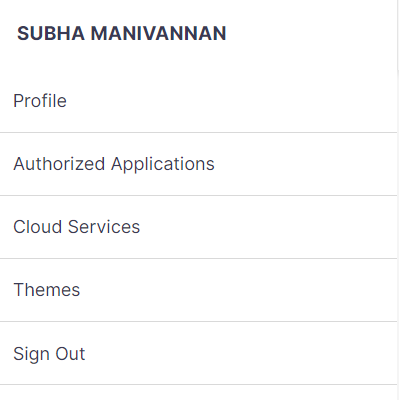 SUBHA MANIVANNAN
Profile
Authorized Applications
Cloud Services
Themes
Sign Out